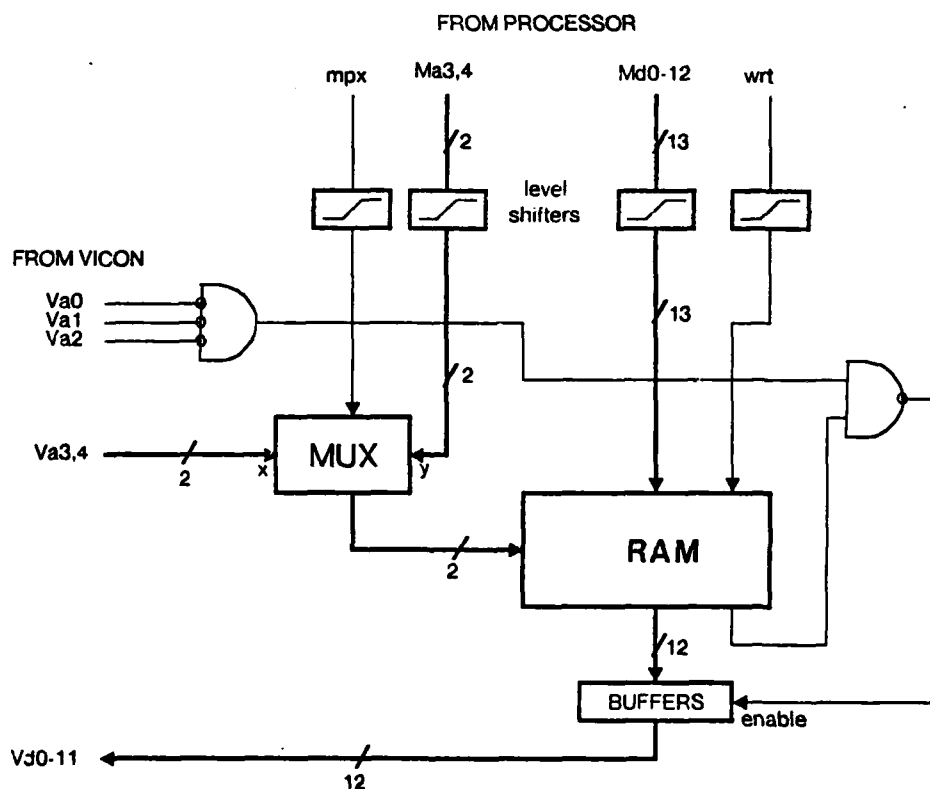 FROM PROCESSOR
mpx
Ma3,4
Md0-12
wrt
2
13
level
shifters
FROM VICON
Va0
Va1
Va2
13
2
Va3,4
2
x
MUX
y
2
RAM
12
BUFFERS
enable
Vd0-11
12